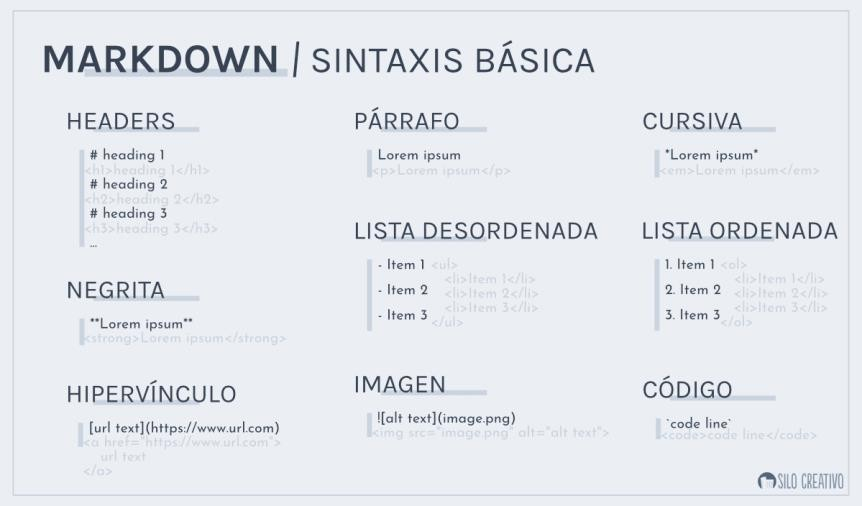 MARKDOWN / SINTAXIS BÁSICA
HEADERS
# heading 1
<h1>heading 1</h1>
# heading 2
<h2>heading 2</h2>
# heading 3
<h3>heading 3</h3>
...
NEGRITA
**Lorem ipsum**
<strong>Lorem ipsum</strong>
HIPERVÍNCULO
[url text](https://www.url.com)
<a href="https://www.url.com">
url text
</a>
PÁRRAFO
Lorem ipsum
<p>Lorem ipsum</p>
LISTA DESORDENADA
- Item 1 <ul>
<li>Item 1</li>
- Item 2 <li>Item 2</li>
<li>Item 3</li>
- Item 3 </ul>
IMAGEN
![alt text](image.png)
<img src="image.png" alt="alt text">
CURSIVA
*Lorem ipsum*
<em>Lorem ipsum</em>
LISTA ORDENADA
1. Item 1 <ol>
<li>Item 1</li>
2. Item 2 <li>Item 2</li>
<li>Item 3</li>
3. Item 3 </ol>
CÓDIGO
`code line`
<code>code line</code>
SILO CREATIVO